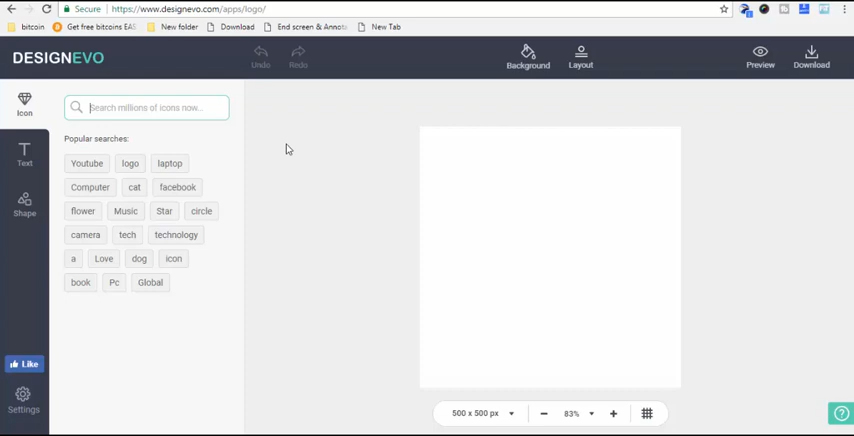 Secure https://www.designevo.com/apps/logo/
bitcoin Get free bitcoins EAS New folder Download End screen & Annota New Tab
DESIGNEVO
Undo Redo
Background Layout
Preview Download
Icon
Search millions of icons now...
Popular searches:
Text
Shape
Youtube logo laptop
Computer cat facebook
flower Music Star circle
camera tech technology
a Love dog icon
book Pc Global
Like
Settings
500 x 500 px
83%